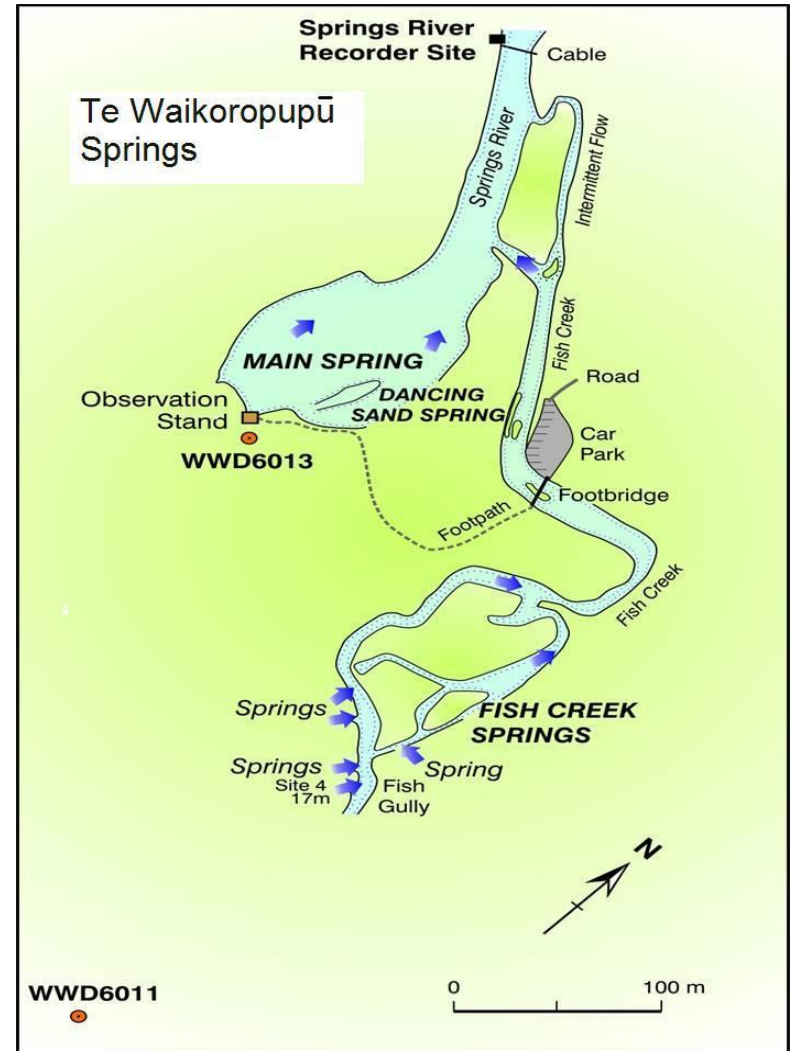 Springs River
Recorder Site
Cable
Te Waikoropupū
Springs
Springs River
Intermittent Flow
Fish Creek
MAIN SPRING
DANCING
SAND SPRING
Observation
Stand
WWD6013
Road
Car
Park
Footbridge
Footpath
Fish Creek
Springs
FISH CREEK
SPRINGS
Springs
Site 4
17m
Spring
Fish
Gully
N
WWD6011
0
100 m